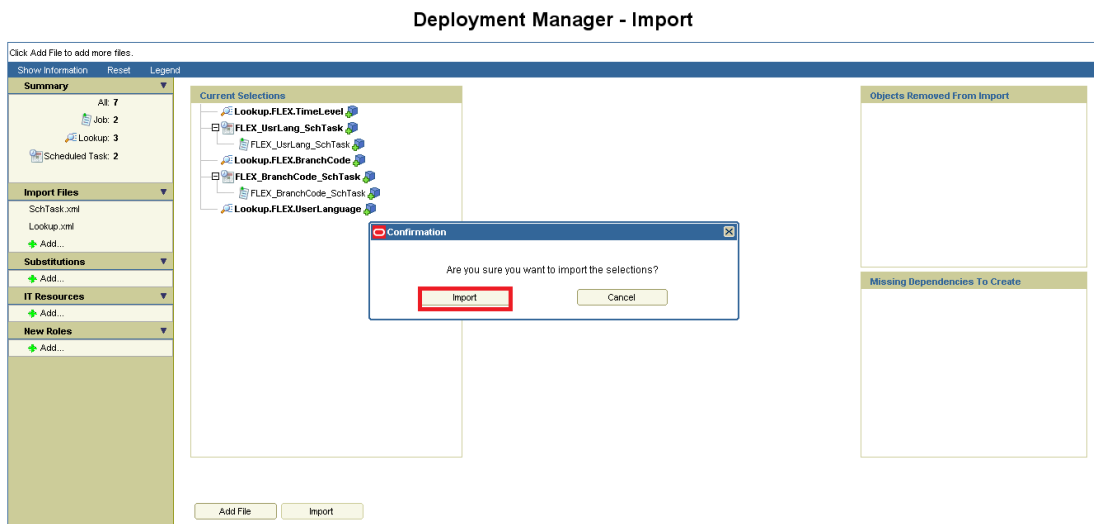 Deployment Manager - Import
Click Add File to add more files.
Show Information Reset Legend
Summary
All: 7
Job: 2
Lookup: 3
Scheduled Task: 2
Import Files
SchTask.xml
Lookup.xml
Add...
Substitutions
Add...
IT Resources
Add...
New Roles
Add...
Current Selections
Lookup.FLEX.TimeLevel
FLEX_UsrLang_SchTask
FLEX_UsrLang_SchTask
Lookup.FLEX.BranchCode
FLEX_BranchCode_SchTask
FLEX_BranchCode_SchTask
Lookup.FLEX.UserLanguage
Confirmation
Are you sure you want to import the selections?
Import Cancel
Objects Removed From Import
Missing Dependencies To Create
Add File Import